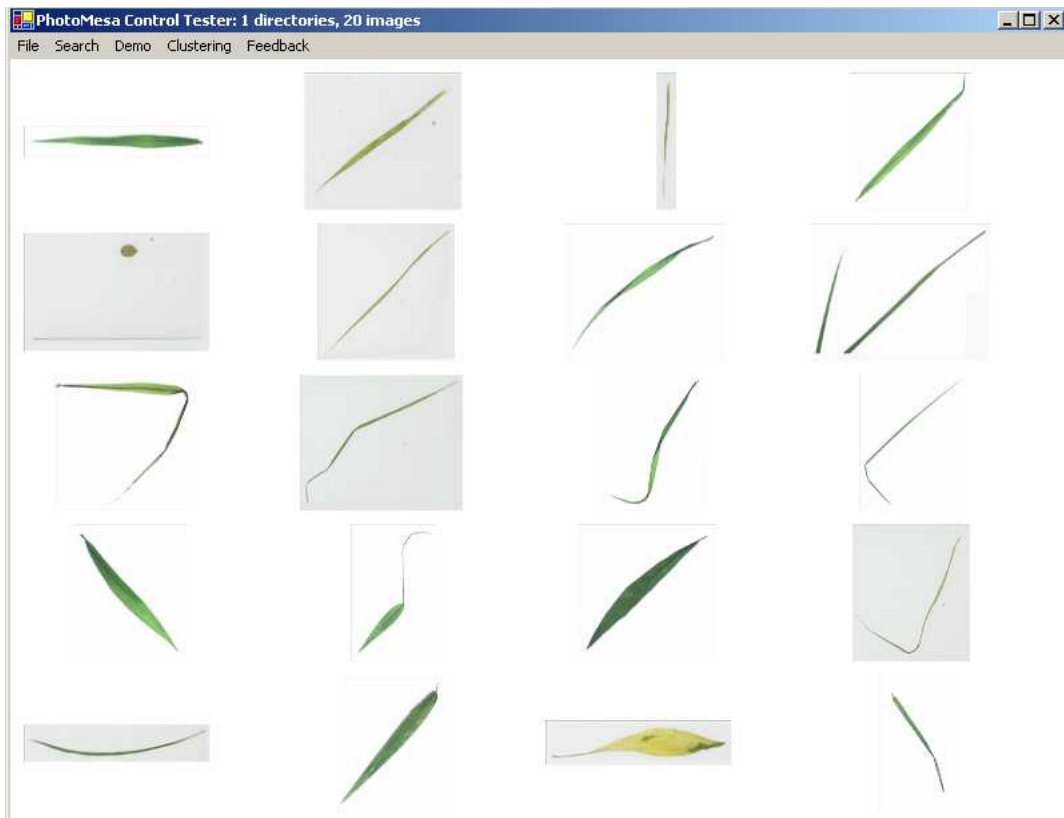 PhotoMesa Control Tester: 1 directories, 20 images
File Search Demo Clustering Feedback